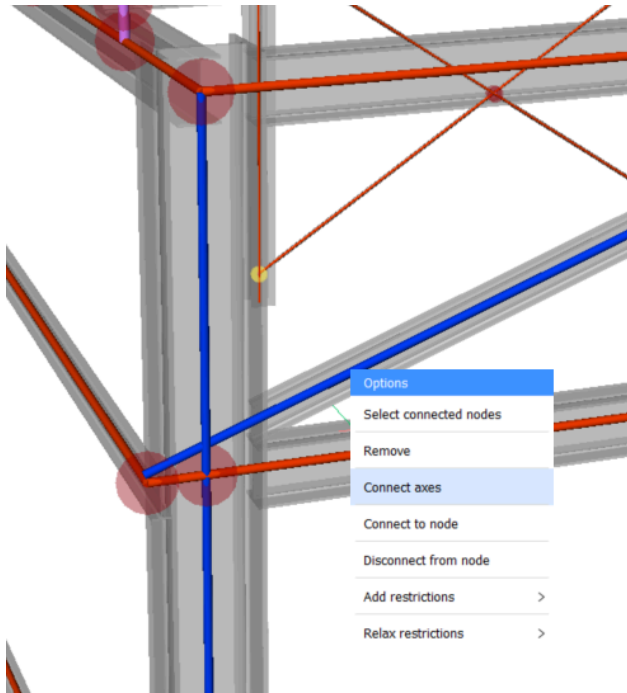 Options
Select connected nodes
Remove
Connect axes
Connect to node
Disconnect from node
Add restrictions
Relax restrictions